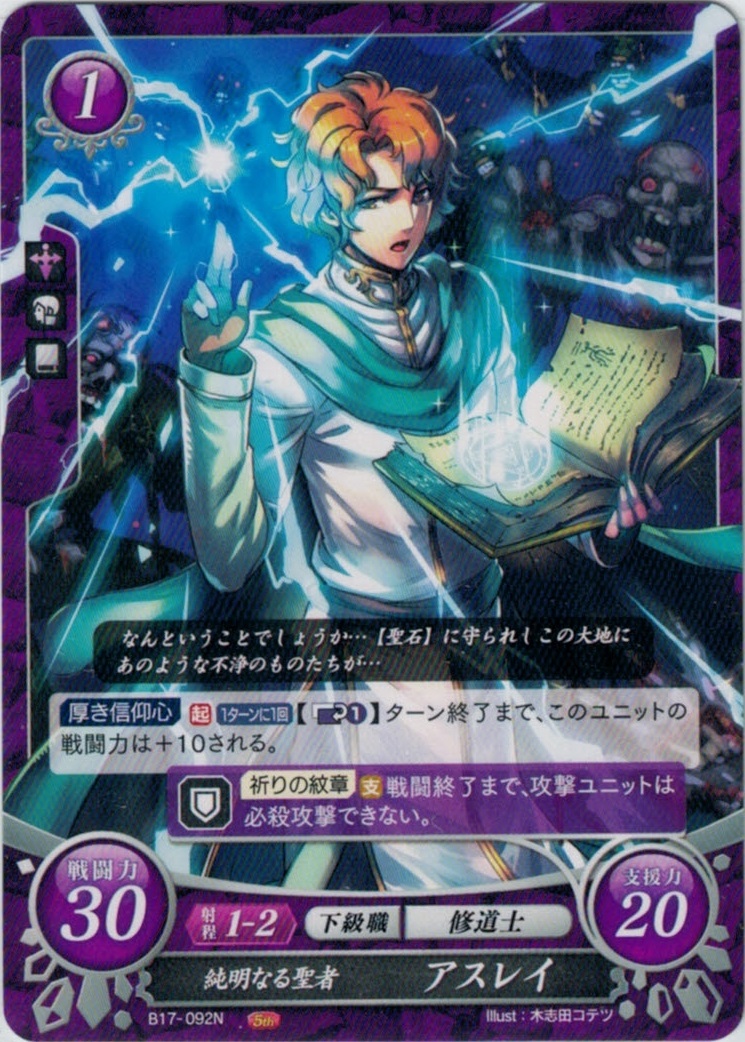 1
なんということでしょうか…【聖石】に守られしこの大地に
あのような不浄のものたちが…
厚き信仰心 起 1ターンに1回【1】ターン終了まで、このユニットの
戦闘力は+10される。
祈りの紋章 支 戦闘終了まで、攻撃ユニットは
必殺攻撃できない。
戦闘力
30
射程 1-2 下級職 修道士
支援力
20
純明なる聖者 アスレイ
B17-092N 5th Illust：木志田コテツ